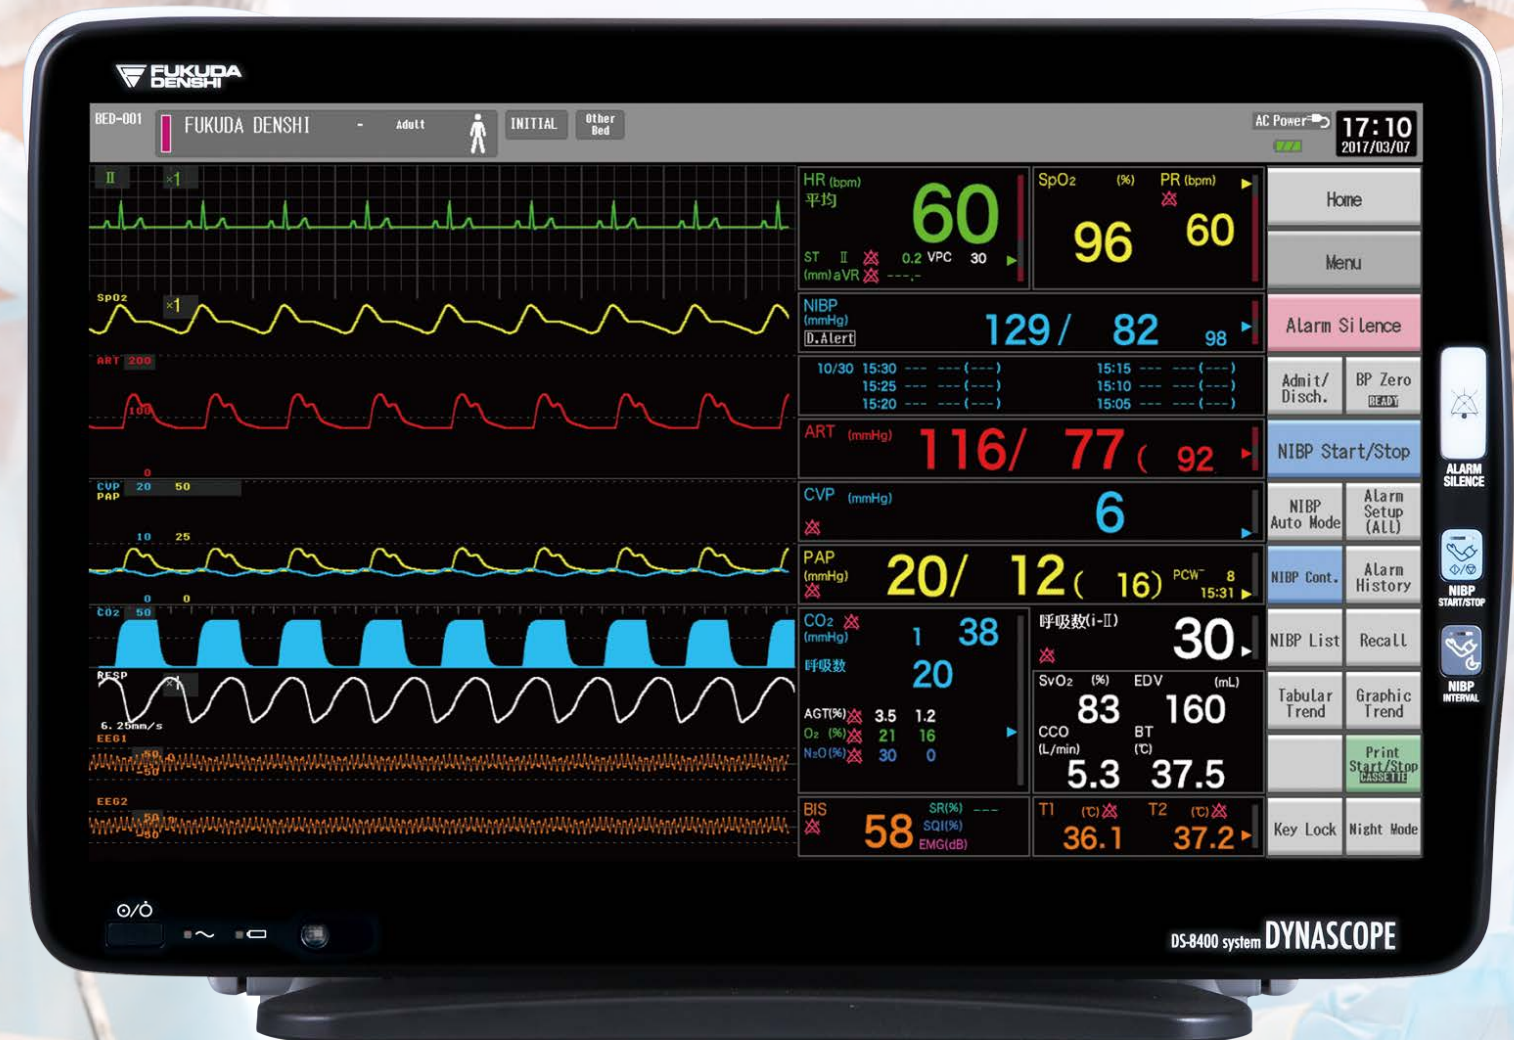 FUKUDA
DENSHI
BED-001
FUKUDA DENSHI - Adult
INITIAL
Other
Bed
AC Power
17:10
2017/03/07
II ×1
SpO2
×1
ART 200
100
0
CVP 20 50
PAP
10 25
0 0
CO2 50
RESP
×1
6.25mm/s
EEG1
50
-50
EEG2
50
-50
HR (bpm)
平均
60
ST II 0.2 VPC 30
(mm) aVR ---.-
SpO2 (%) PR (bpm)
96 60
NIBP
(mmHg)
D.Alert
129/ 82 98
10/30 15:30 --- ---(---) 15:15 --- ---(---)
15:25 --- ---(---) 15:10 --- ---(---)
15:20 --- ---(---) 15:05 --- ---(---)
ART (mmHg) 116/ 77 ( 92
CVP (mmHg) 6
PAP
(mmHg)
20/ 12 ( 16)
PCW 8
15:31
CO2
(mmHg)
1 38
呼吸数
20
AGT(%) 3.5 1.2
O2 (%) 21 16
N2O(%) 30 0
呼吸数(i-II)
30
SvO2 (%) EDV (mL)
83 160
CCO BT
(L/min) (℃)
5.3 37.5
BIS
58
SR(%) ---
SQI(%)
EMG(dB)
T1 (℃) T2 (℃)
36.1 37.2
Home
Menu
Alarm Silence
Admit/
Disch.
BP Zero
READY
NIBP Start/Stop
NIBP
Auto Mode
Alarm
Setup
(ALL)
NIBP Cont.
Alarm
History
NIBP List
Recall
Tabular
Trend
Graphic
Trend
Print
Start/Stop
CASSETTE
Key Lock
Night Mode
ALARM
SILENCE
NIBP
START/STOP
NIBP
INTERVAL
DS-8400 system DYNASCOPE